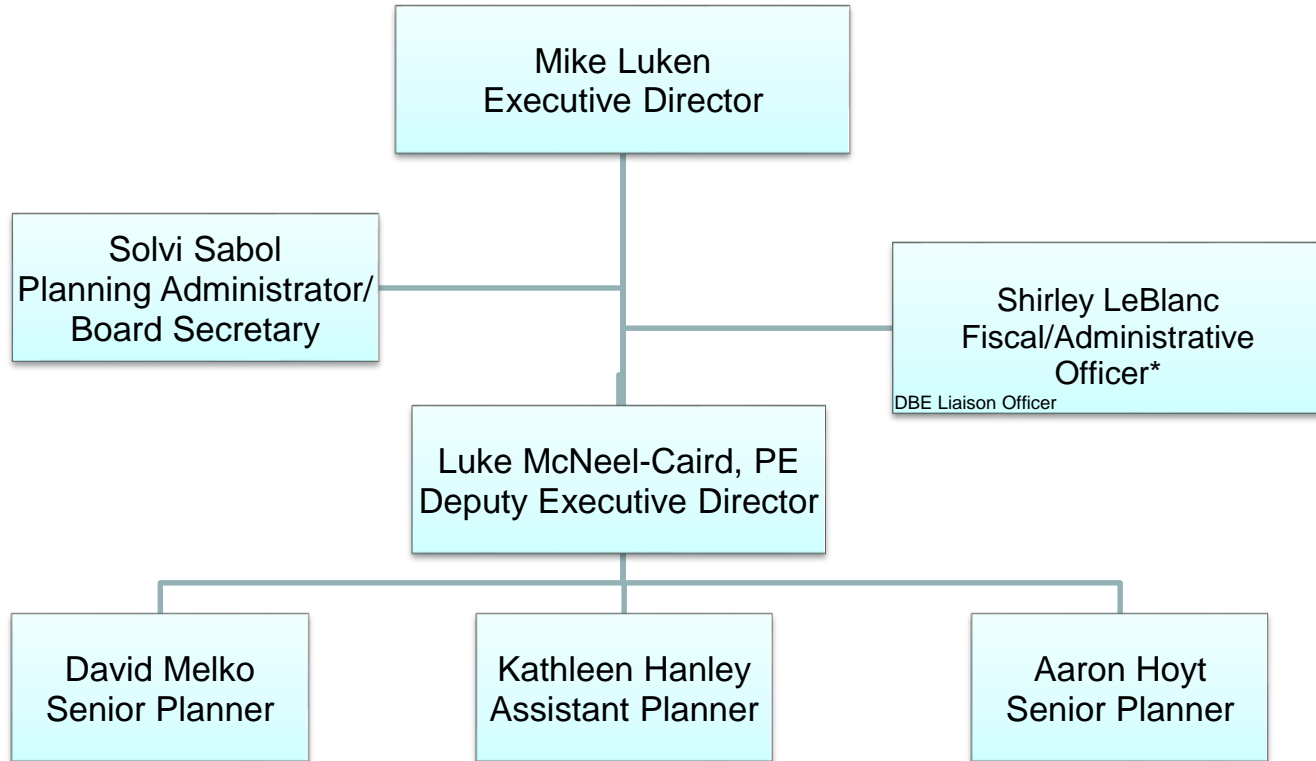 Mike Luken
Executive Director
Solvi Sabol
Planning Administrator/
Board Secretary
Shirley LeBlanc
Fiscal/Administrative
Officer*
DBE Liaison Officer
Luke McNeel-Caird, PE
Deputy Executive Director
David Melko
Senior Planner
Kathleen Hanley
Assistant Planner
Aaron Hoyt
Senior Planner